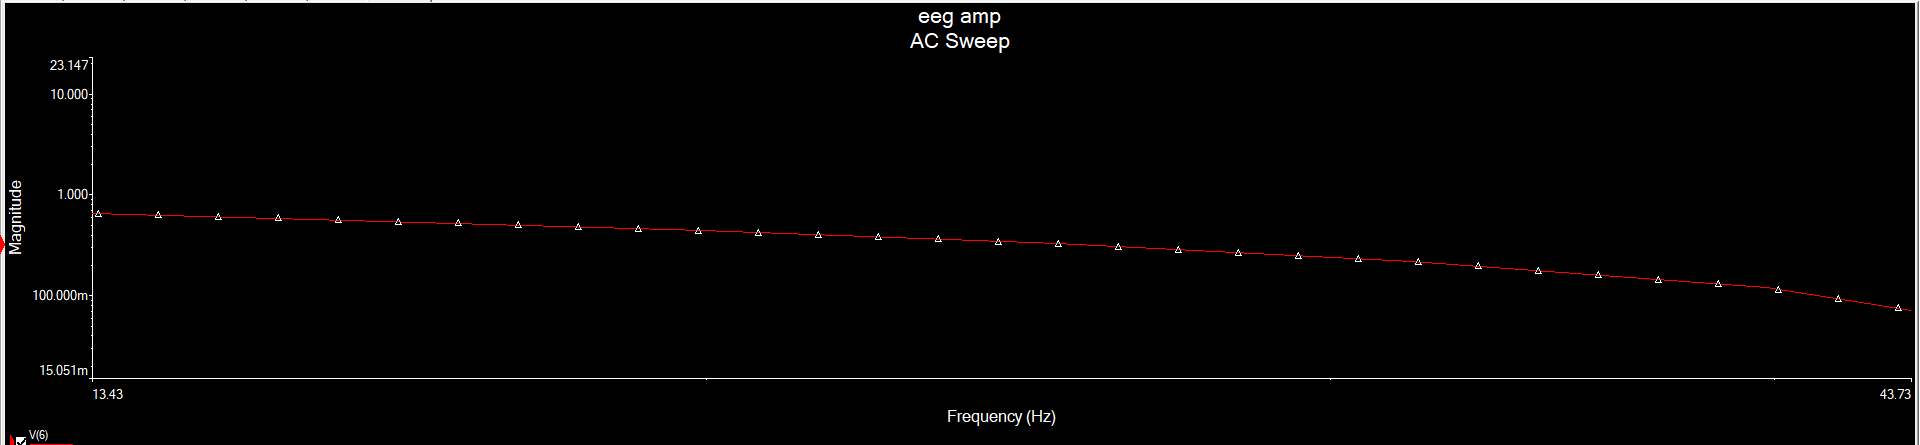 eeg amp
AC Sweep
23.147
10.000
1.000
Magnitude
100.000m
15.051m
13.43
43.73
Frequency (Hz)
V(6)